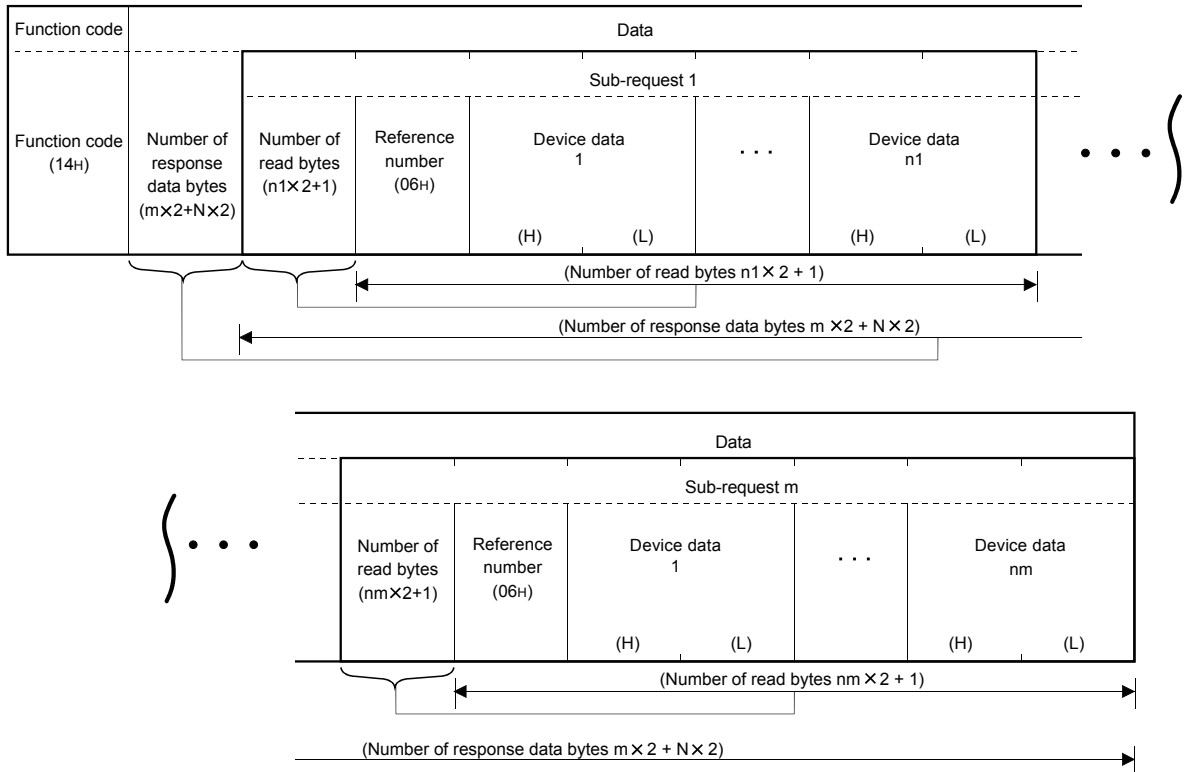 Function code
Data
Sub-request 1
Function code
(14H)
Number of
response
data bytes
(m×2+N×2)
Number of
read bytes
(n1×2+1)
Reference
number
(06H)
Device data
1
(H) (L)
· · ·
Device data
n1
(H) (L)
• • •
(Number of read bytes n1×2 + 1)
(Number of response data bytes m ×2 + N×2)
Data
Sub-request m
• • •
Number of
read bytes
(nm×2+1)
Reference
number
(06H)
Device data
1
(H) (L)
· · ·
Device data
nm
(H) (L)
(Number of read bytes nm×2 + 1)
(Number of response data bytes m×2 + N×2)